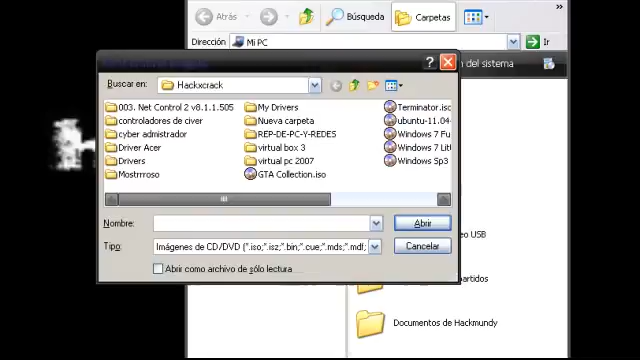 Atrás
Búsqueda
Carpetas
Dirección
Mi PC
Ir
n del sistema
Buscar en:
Hackxcrack
003. Net Control 2 v8.1.1.505
controladores de civer
cyber admistrador
Driver Acer
Drivers
Mostrrroso
My Drivers
Nueva carpeta
REP-DE-PC-Y-REDES
virtual box 3
virtual pc 2007
GTA Collection.iso
Terminator.isc
ubuntu-11.04-
Windows 7 Fu
Windows 7 Litt
Windows Sp3
Nombre:
Abrir
Tipo:
Imágenes de CD/DVD (*.iso;*.isz;*.bin;*.cue;*.mds;*.mdf;
Cancelar
Abrir como archivo de sólo lectura
eo USB
partidos
Documentos de Hackmundy